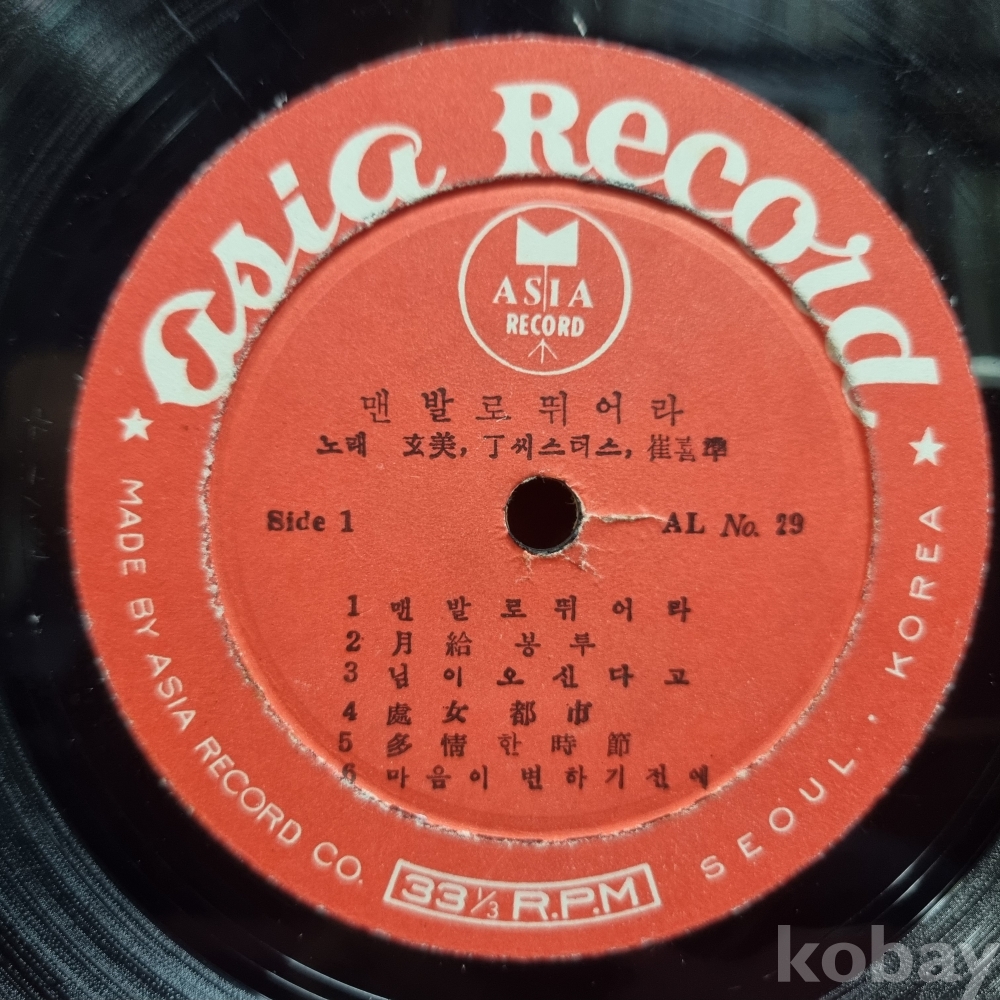 Asia Record
ASIA
RECORD
맨발로뛰어라
노래 玄美, 丁씨스터스, 崔喜準
Side 1
AL No. 29
1 맨발로뛰어라
2 月給 봉투
3 님이오신다고
4 處女都市
5 多情한時節
6 마음이변하기전에
★ MADE BY ASIA RECORD CO.
33⅓ R.P.M
SEOUL. KOREA ★
kobay